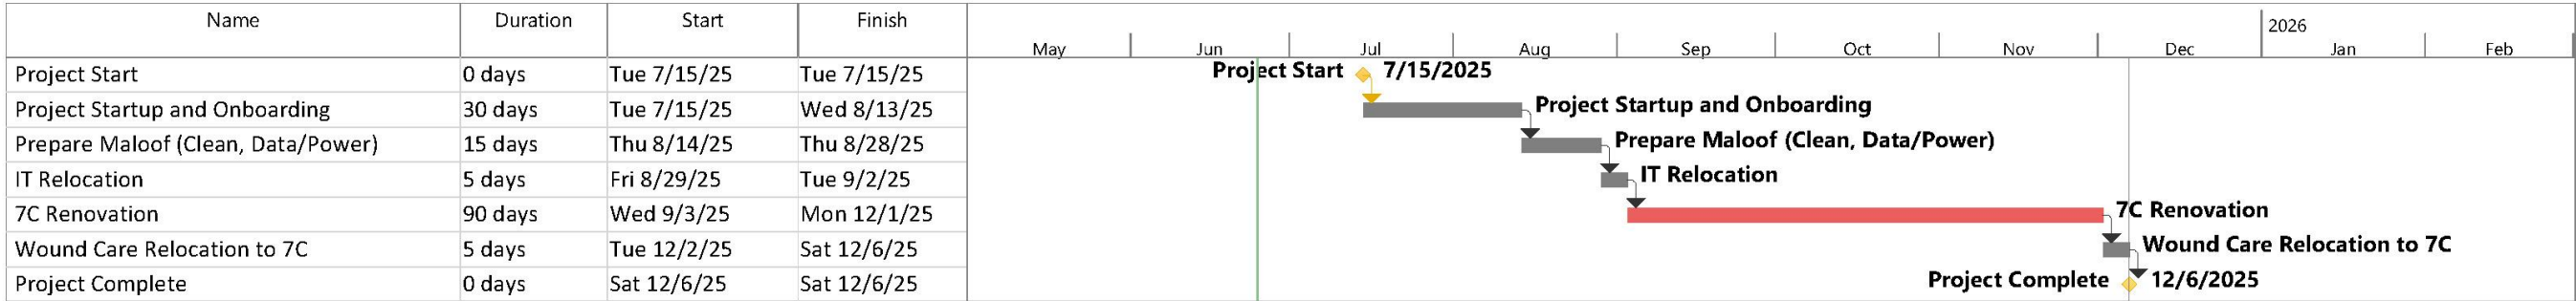 Name Duration Start Finish 2026
May Jun Jul Aug Sep Oct Nov Dec Jan Feb
Project Start 0 days Tue 7/15/25 Tue 7/15/25 Project Start 7/15/2025
Project Startup and Onboarding 30 days Tue 7/15/25 Wed 8/13/25 Project Startup and Onboarding
Prepare Maloof (Clean, Data/Power) 15 days Thu 8/14/25 Thu 8/28/25 Prepare Maloof (Clean, Data/Power)
IT Relocation 5 days Fri 8/29/25 Tue 9/2/25 IT Relocation
7C Renovation 90 days Wed 9/3/25 Mon 12/1/25 7C Renovation
Wound Care Relocation to 7C 5 days Tue 12/2/25 Sat 12/6/25 Wound Care Relocation to 7C
Project Complete 0 days Sat 12/6/25 Sat 12/6/25 Project Complete 12/6/2025